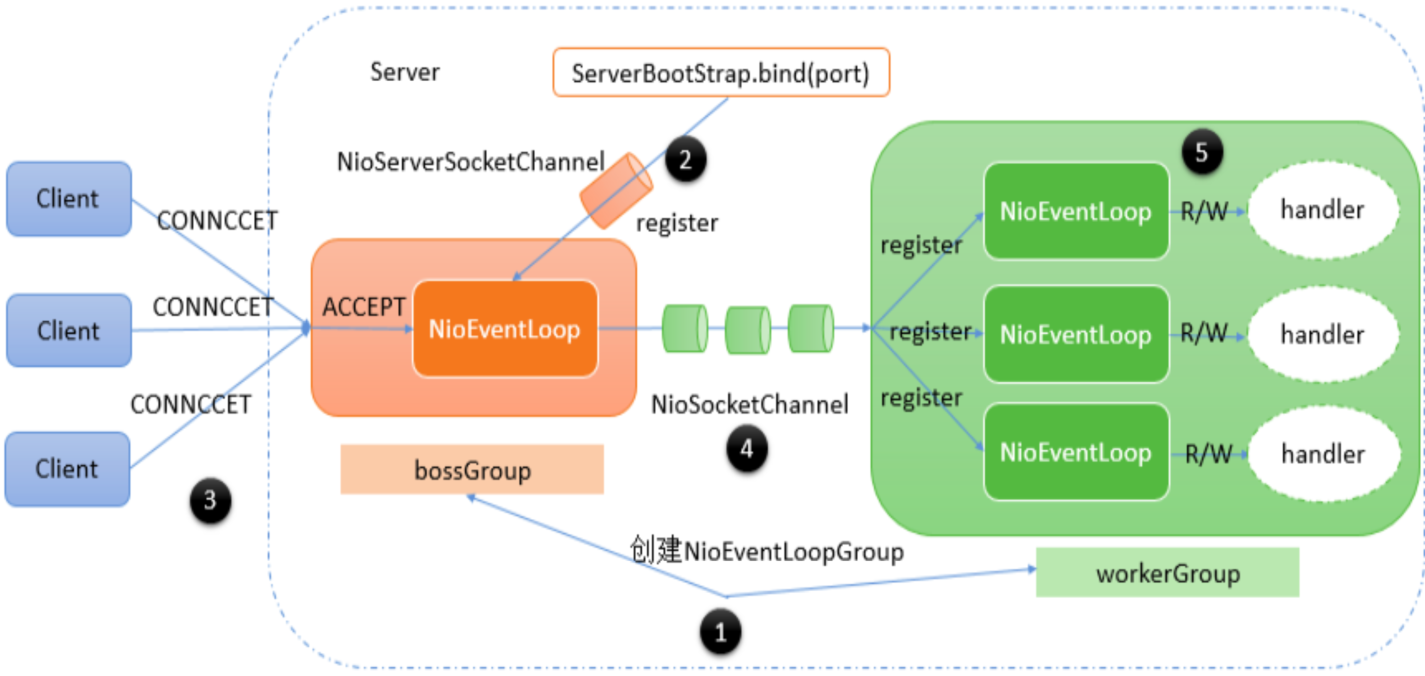 Server
ServerBootStrap.bind(port)
2
NioServerSocketChannel
register
Client
CONNCCET
Client
CONNCCET
Client
CONNCCET
3
ACCEPT
NioEventLoop
bossGroup
NioSocketChannel
4
5
register
NioEventLoop
R/W
handler
register
NioEventLoop
R/W
handler
register
NioEventLoop
R/W
handler
创建NioEventLoopGroup
workerGroup
1